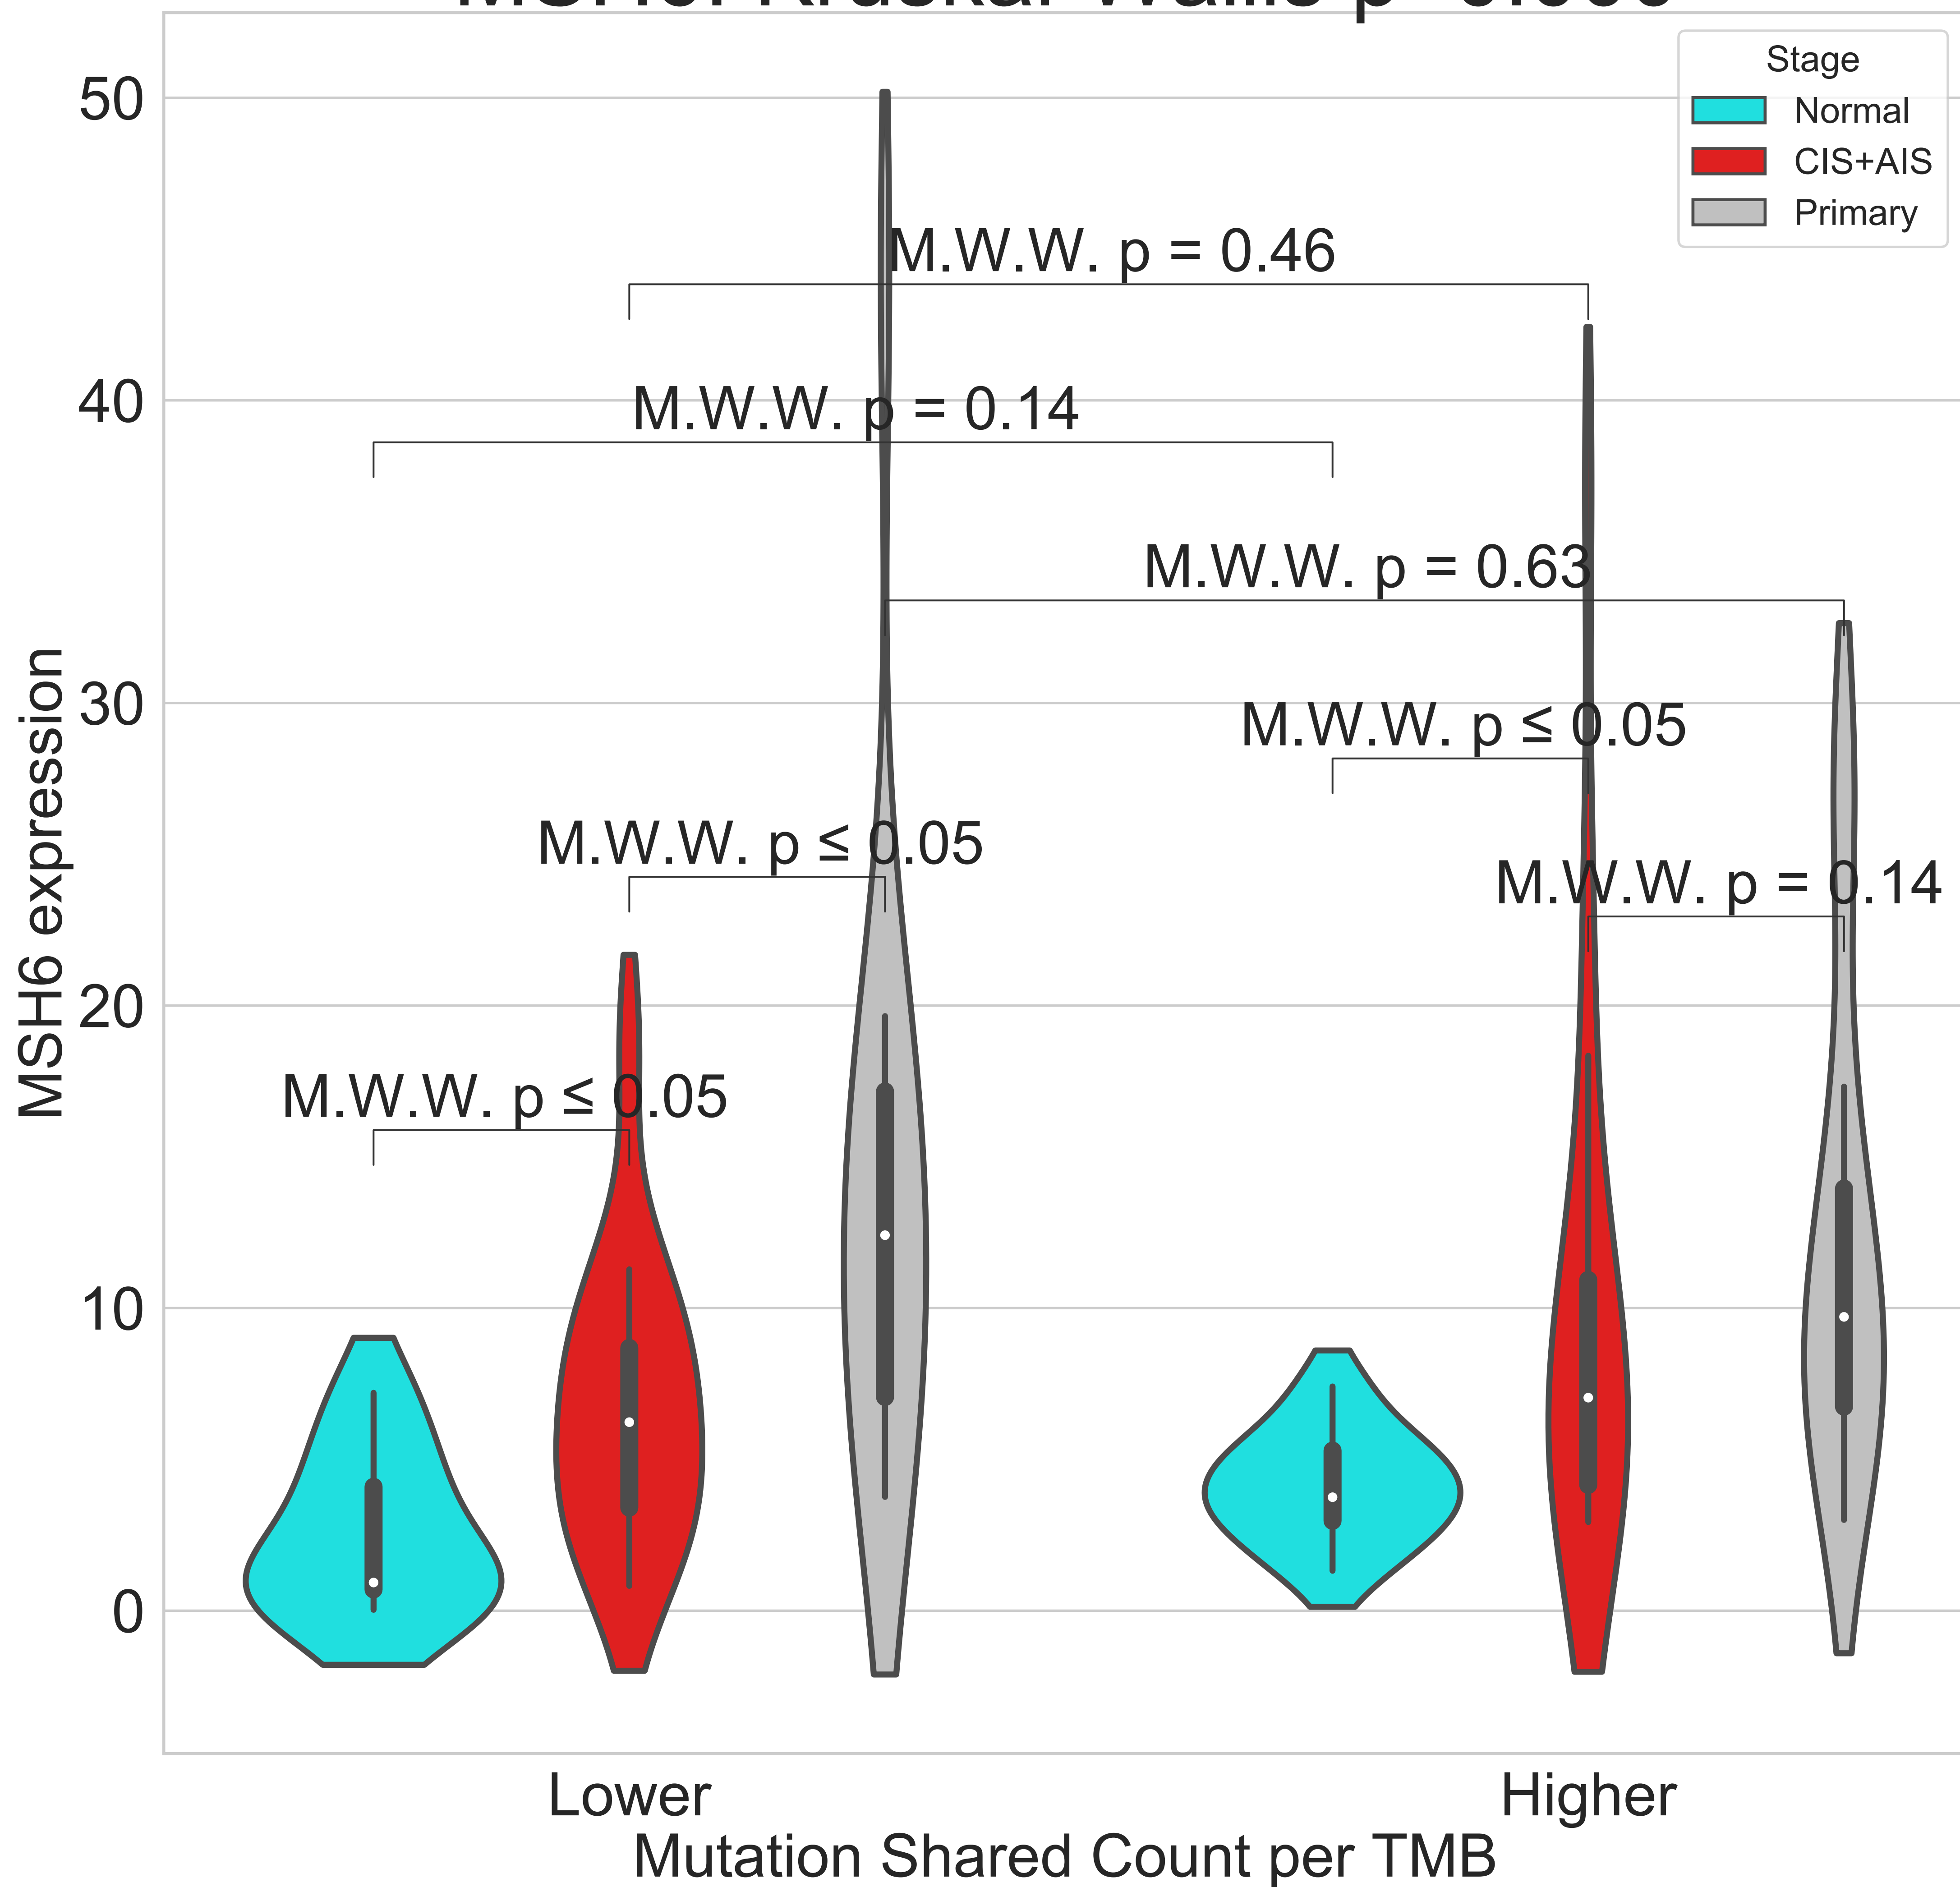 Stage
Normal
CIS+AIS
Primary
50
40
30
20
10
0
MSH6 expression
M.W.W. p = 0.46
M.W.W. p = 0.14
M.W.W. p = 0.63
M.W.W. p ≤ 0.05
M.W.W. p ≤ 0.05
M.W.W. p = 0.14
M.W.W. p ≤ 0.05
Lower
Higher
Mutation Shared Count per TMB